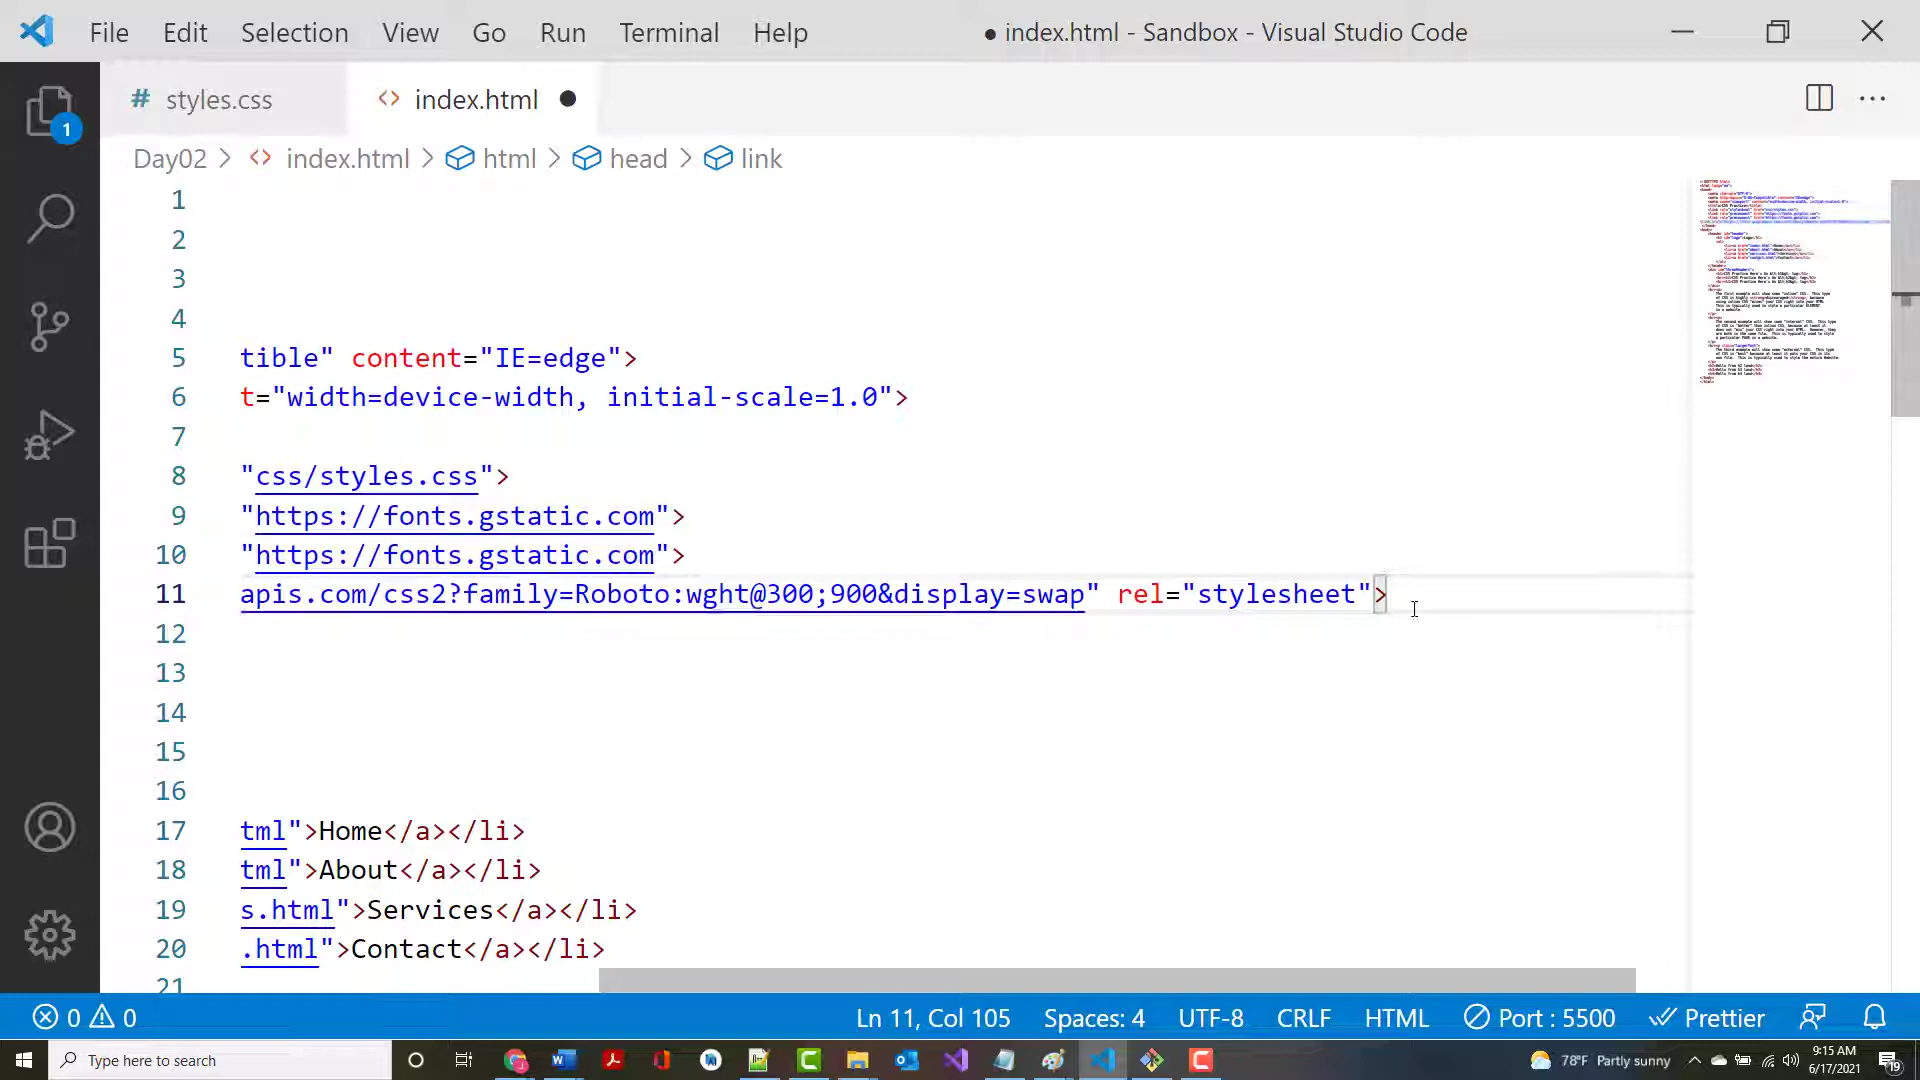 File Edit Selection View Go Run Terminal Help ● index.html - Sandbox - Visual Studio Code
# styles.css <> index.html ●
1
Day02 > <> index.html > html > head > link
1
2
3
4
5 tible" content="IE=edge">
6 t="width=device-width, initial-scale=1.0">
7
8 "css/styles.css">
9 "https://fonts.gstatic.com">
10 "https://fonts.gstatic.com">
11 apis.com/css2?family=Roboto:wght@300;900&display=swap" rel="stylesheet">
12
13
14
15
16
17 tml">Home</a></li>
18 tml">About</a></li>
19 s.html">Services</a></li>
20 .html">Contact</a></li>
21
0 0 Ln 11, Col 105 Spaces: 4 UTF-8 CRLF HTML Port : 5500 Prettier
Type here to search 78°F Partly sunny 9:15 AM
6/17/2021 19